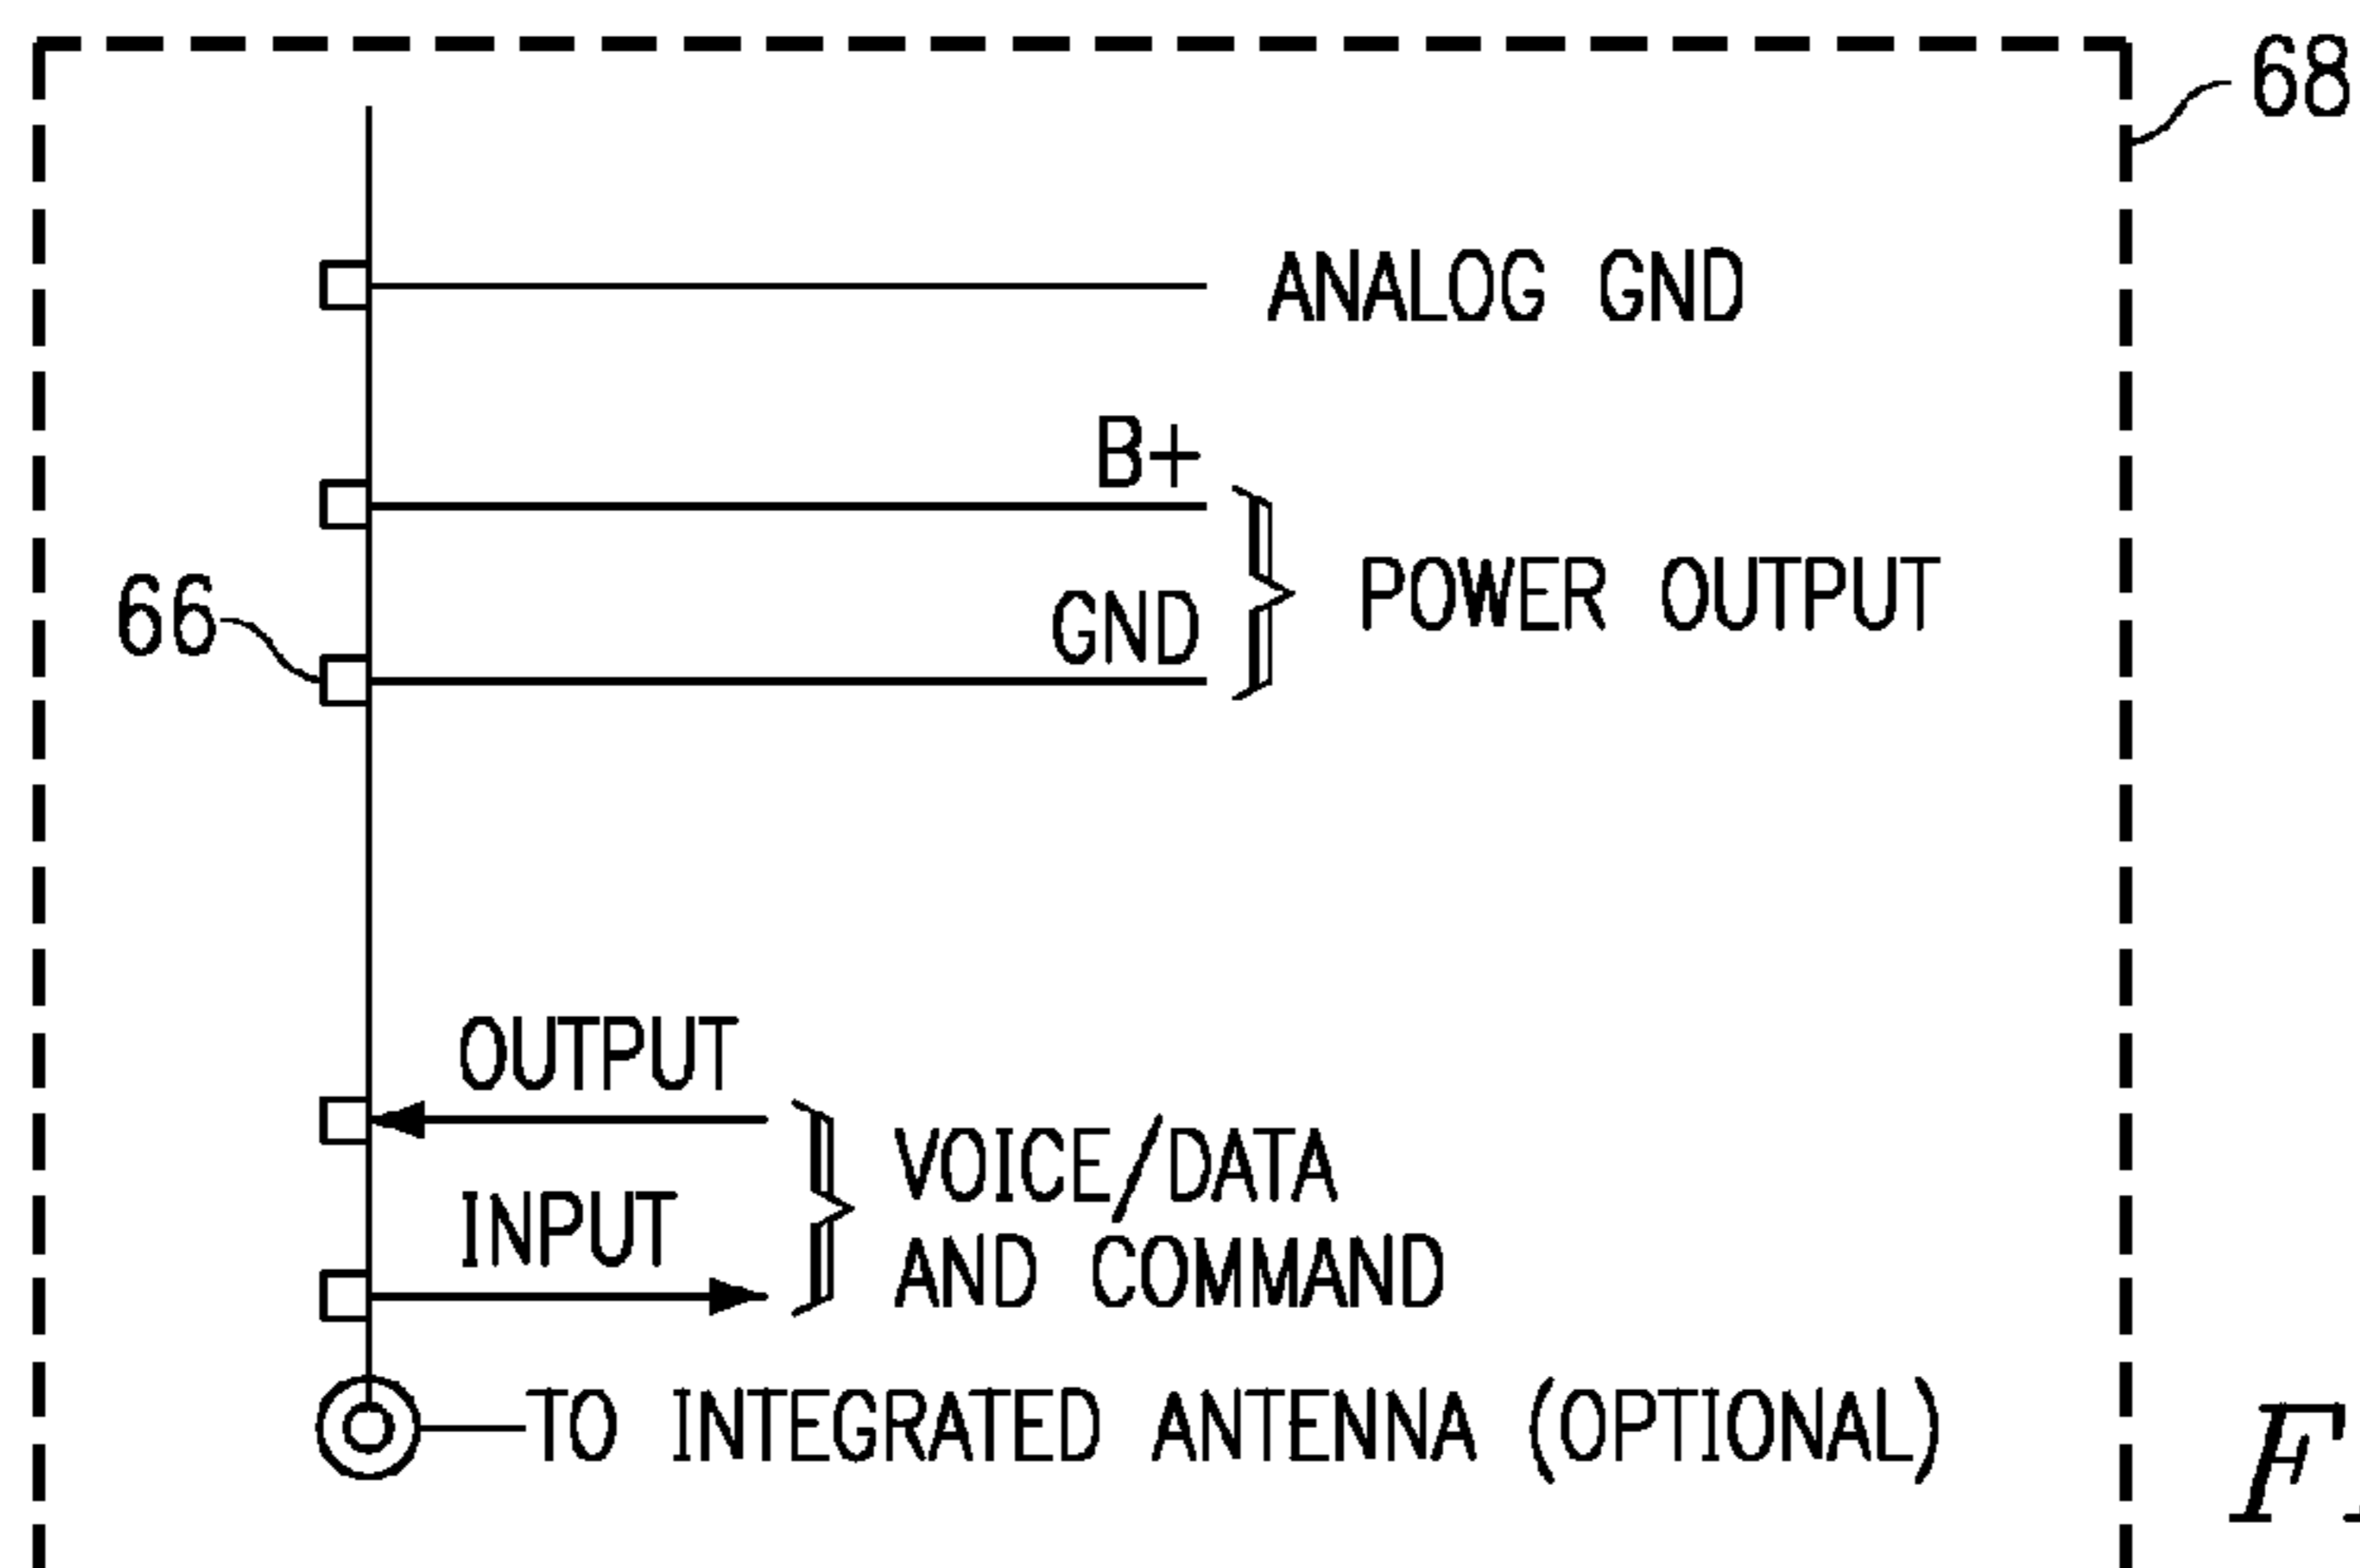 68
ANALOG GND
B+
GND
POWER OUTPUT
66
OUTPUT
INPUT
VOICE/DATA
AND COMMAND
TO INTEGRATED ANTENNA (OPTIONAL)